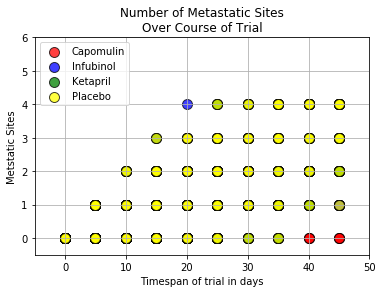 Number of Metastatic Sites
Over Course of Trial
Capomulin
Infubinol
Ketapril
Placebo
Metstatic Sites
6
5
4
3
2
1
0
0 10 20 30 40 50
Timespan of trial in days